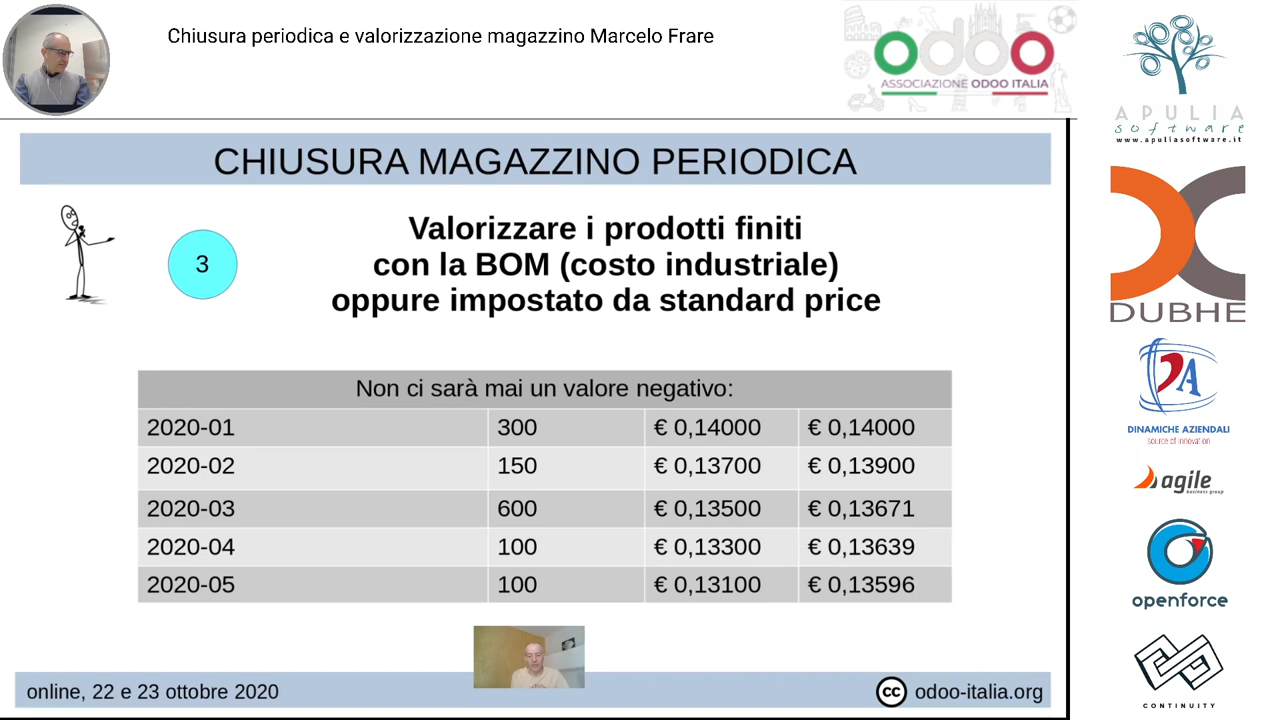 Chiusura periodica e valorizzazione magazzino Marcelo Frare
odoo
ASSOCIAZIONE ODOO ITALIA
APULIA
software
www.apuliasoftware.it
CHIUSURA MAGAZZINO PERIODICA
3
Valorizzare i prodotti finiti
con la BOM (costo industriale)
oppure impostato da standard price
DUBHE
DA
DINAMICHE AZIENDALI
source of innovation
Non ci sarà mai un valore negativo:
2020-01 300 € 0,14000 € 0,14000
2020-02 150 € 0,13700 € 0,13900
2020-03 600 € 0,13500 € 0,13671
2020-04 100 € 0,13300 € 0,13639
2020-05 100 € 0,13100 € 0,13596
agile
business group
openforce
CONTINUITY
online, 22 e 23 ottobre 2020
cc odoo-italia.org